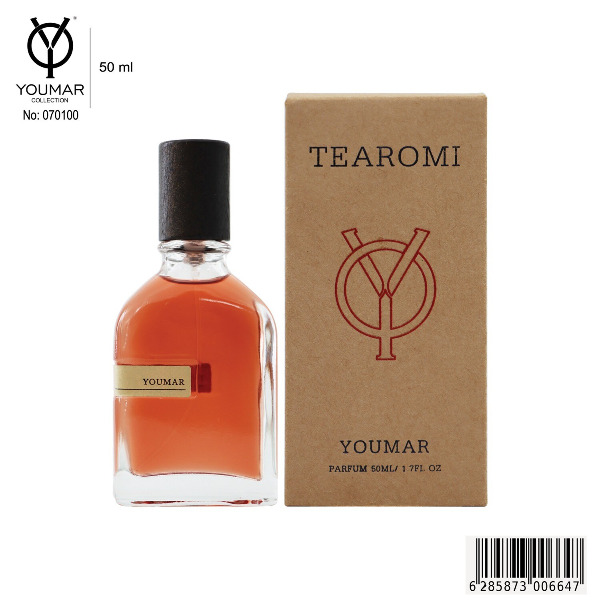 YOUMAR
COLLECTION
No: 070100
50 ml
TEAROMI
YOUMAR
YOUMAR
PARFUM 50ML/ 1 7FL OZ
6 285873 006647